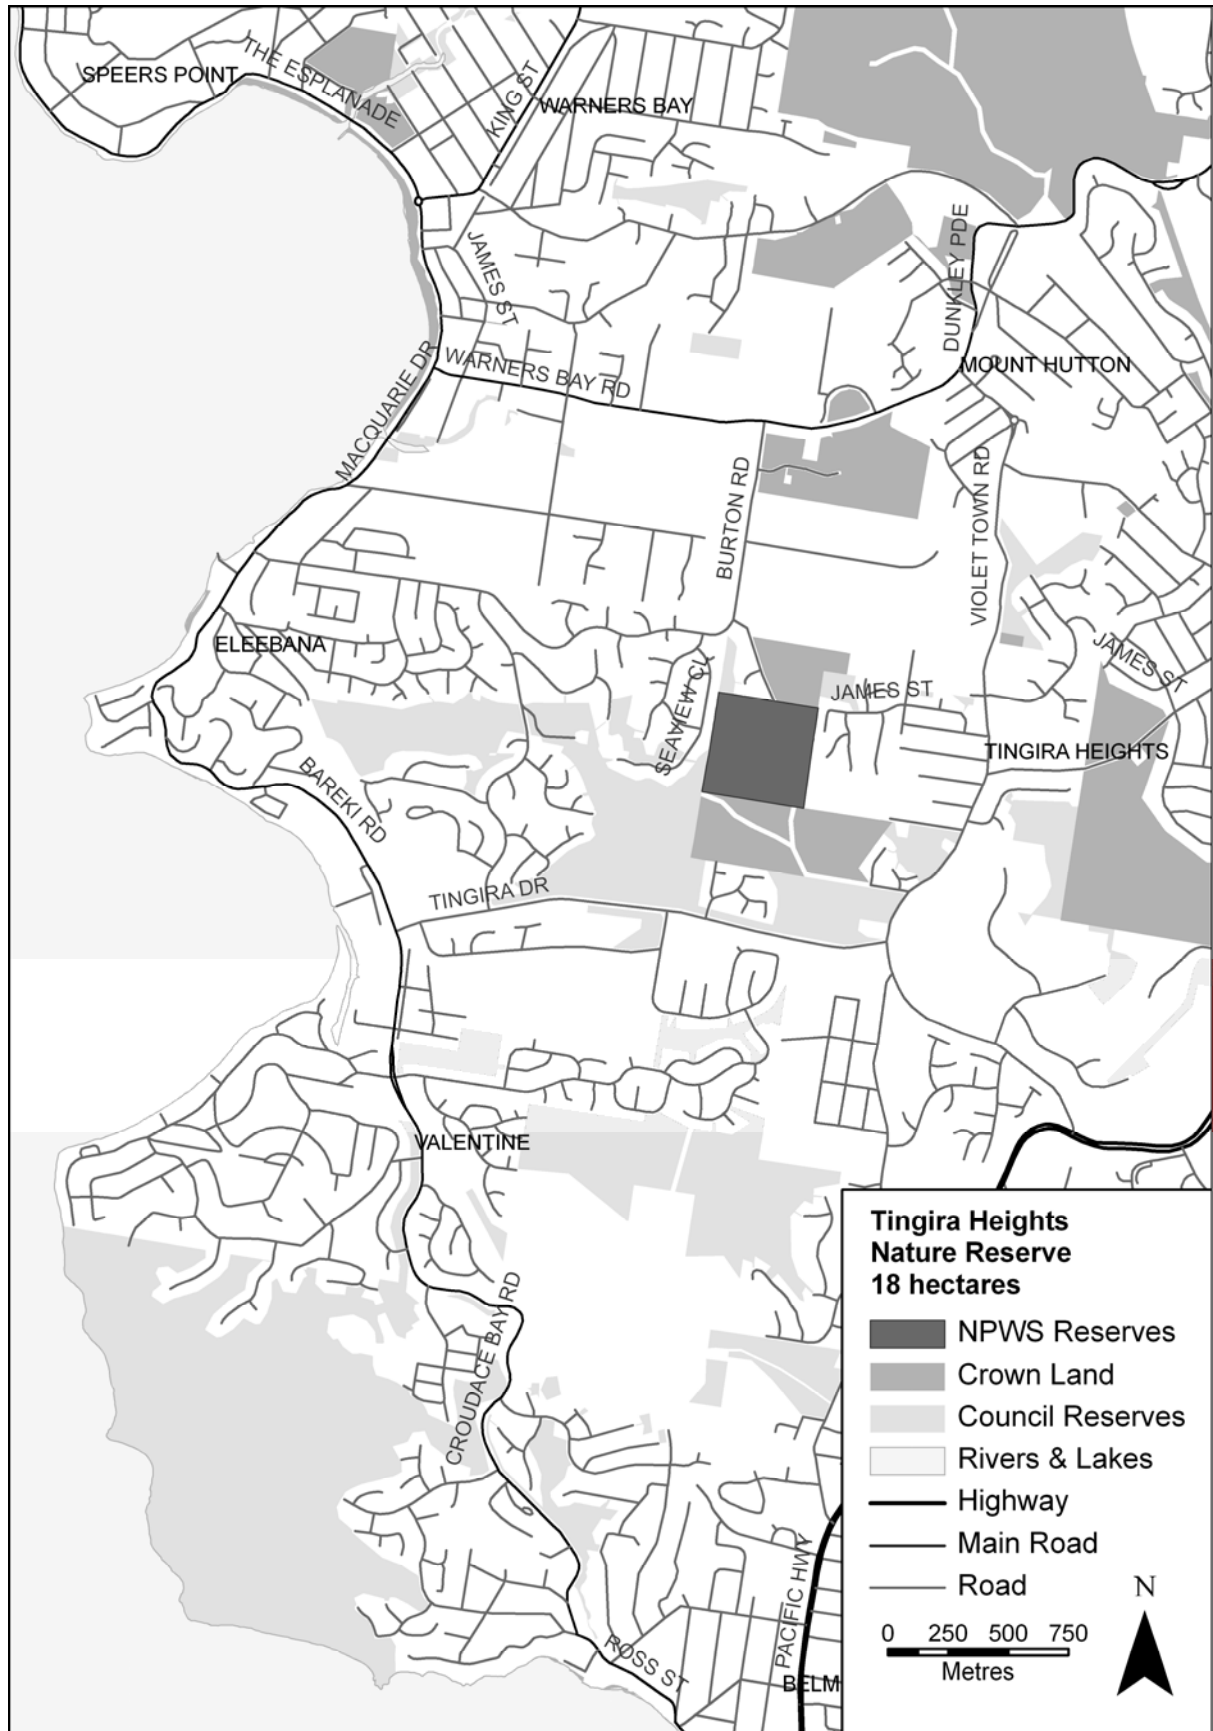 SPEERS POINT
THE ESPLANADE
KING ST
WARNERS BAY
JAMES ST
DUNKLEY PDE
MACQUARIE DR
WARNERS BAY RD
MOUNT HUTTON
BURTON RD
VIOLET TOWN RD
ELEEBANA
SEAVIEW CL
JAMES ST
JAMES ST
TINGIRA HEIGHTS
BAREKI RD
TINGIRA DR
VALENTINE
CROUDACE BAY RD
PACIFIC HWY
ROSS ST
BELM
Tingira Heights
Nature Reserve
18 hectares
NPWS Reserves
Crown Land
Council Reserves
Rivers & Lakes
Highway
Main Road
Road
N
0 250 500 750
Metres